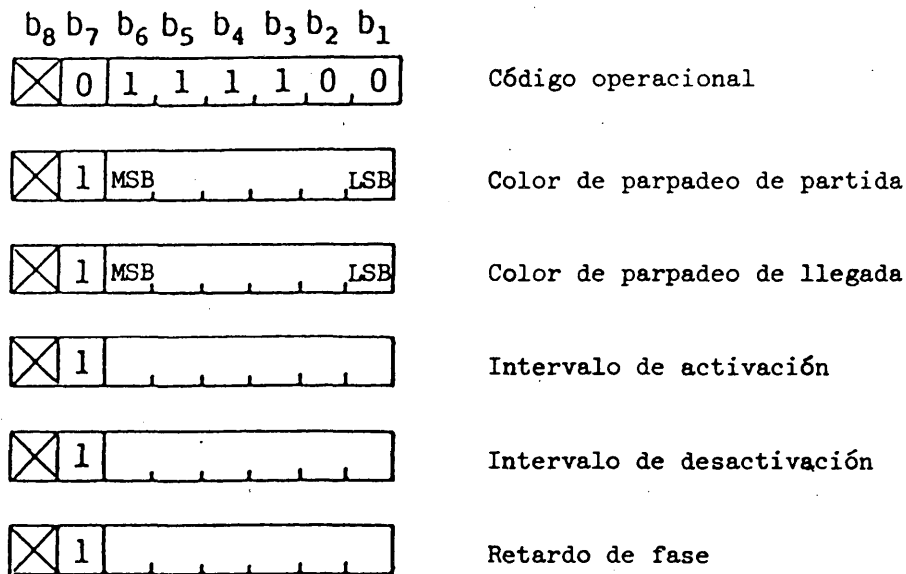 b8 b7 b6 b5 b4 b3 b2 b1
0 1 1 1 1 0 0 Código operacional
1 MSB LSB Color de parpadeo de partida
1 MSB LSB Color de parpadeo de llegada
1 Intervalo de activación
1 Intervalo de desactivación
1 Retardo de fase